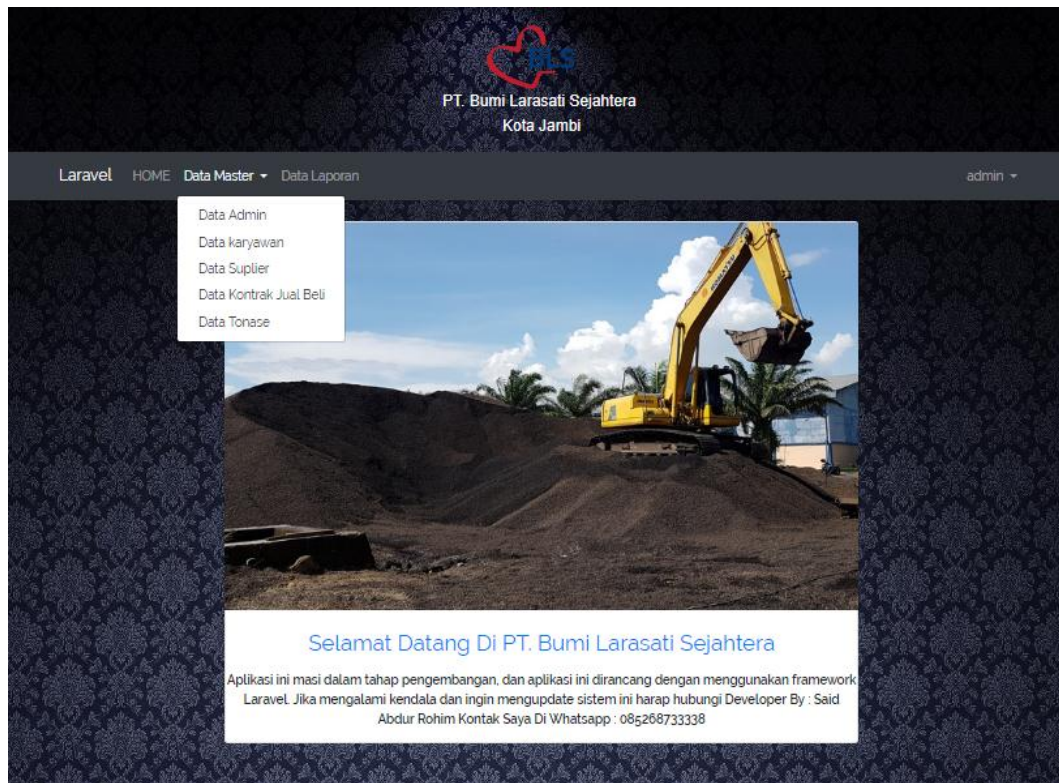 BLS
PT. Bumi Larasati Sejahtera
Kota Jambi
Laravel HOME Data Master Data Laporan admin
Data Admin
Data karyawan
Data Suplier
Data Kontrak Jual Beli
Data Tonase
KOMATSU
Selamat Datang Di PT. Bumi Larasati Sejahtera
Aplikasi ini masi dalam tahap pengembangan, dan aplikasi ini dirancang dengan menggunakan framework
Laravel. Jika mengalami kendala dan ingin mengupdate sistem ini harap hubungi Developer By : Said
Abdur Rohim Kontak Saya Di Whatsapp : 085268733338